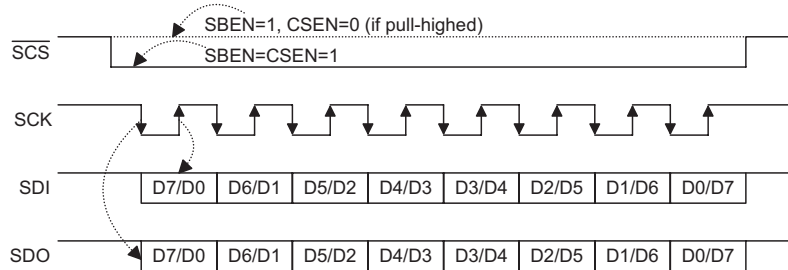 SBEN=1, CSEN=0 (if pull-highed)
SCS
SBEN=CSEN=1
SCK
SDI D7/D0 D6/D1 D5/D2 D4/D3 D3/D4 D2/D5 D1/D6 D0/D7
SDO D7/D0 D6/D1 D5/D2 D4/D3 D3/D4 D2/D5 D1/D6 D0/D7